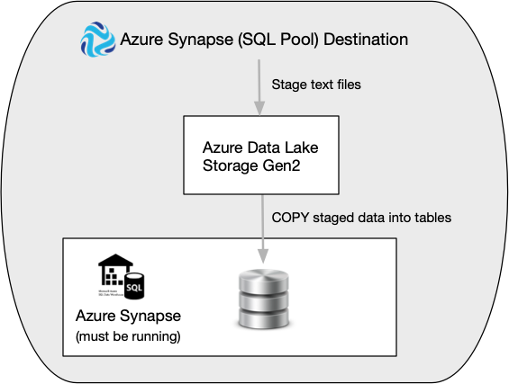 Azure Synapse (SQL Pool) Destination
Stage text files
Azure Data Lake
Storage Gen2
COPY staged data into tables
SQL
Azure Synapse
(must be running)